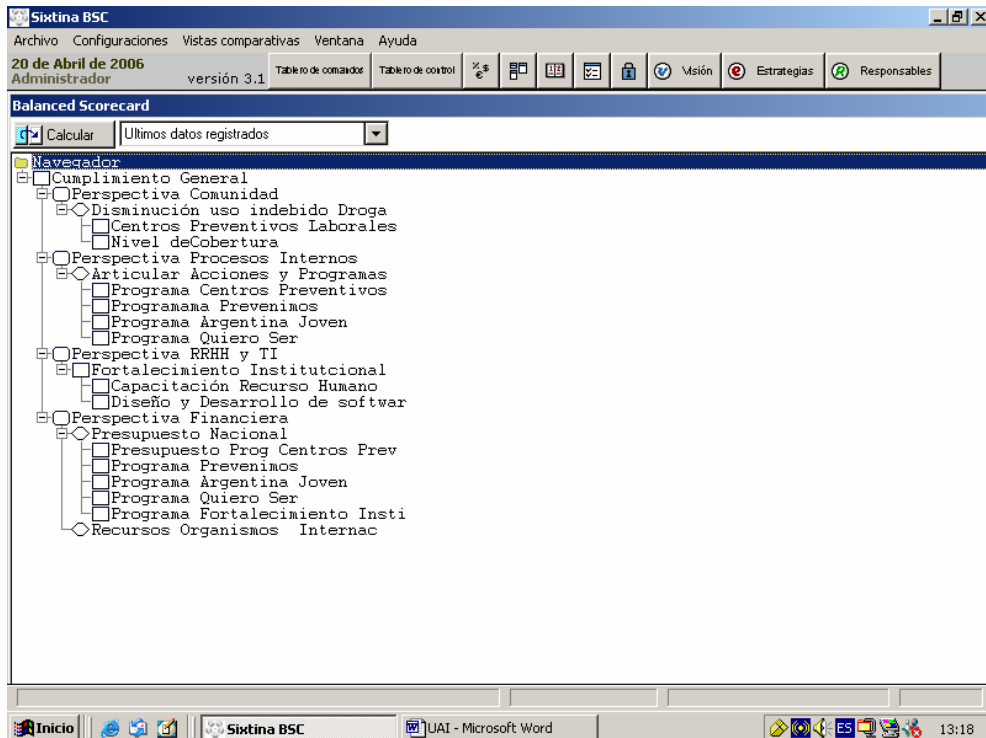 Sixtina BSC
Archivo Configuraciones Vistas comparativas Ventana Ayuda
20 de Abril de 2006
Administrador versión 3.1 Tablero de comandos Tablero de control Visión Estrategias Responsables
Balanced Scorecard
Calcular Ultimos datos registrados
Navegador
Cumplimiento General
Perspectiva Comunidad
Disminución uso indebido Droga
Centros Preventivos Laborales
Nivel deCobertura
Perspectiva Procesos Internos
Articular Acciones y Programas
Programa Centros Preventivos
Programama Prevenimos
Programa Argentina Joven
Programa Quiero Ser
Perspectiva RRHH y TI
Fortalecimiento Institutcional
Capacitación Recurso Humano
Diseño y Desarrollo de softwar
Perspectiva Financiera
Presupuesto Nacional
Presupuesto Prog Centros Prev
Programa Prevenimos
Programa Argentina Joven
Programa Quiero Ser
Programa Fortalecimiento Insti
Recursos Organismos Internac
Inicio Sixtina BSC UAI - Microsoft Word ES 13:18